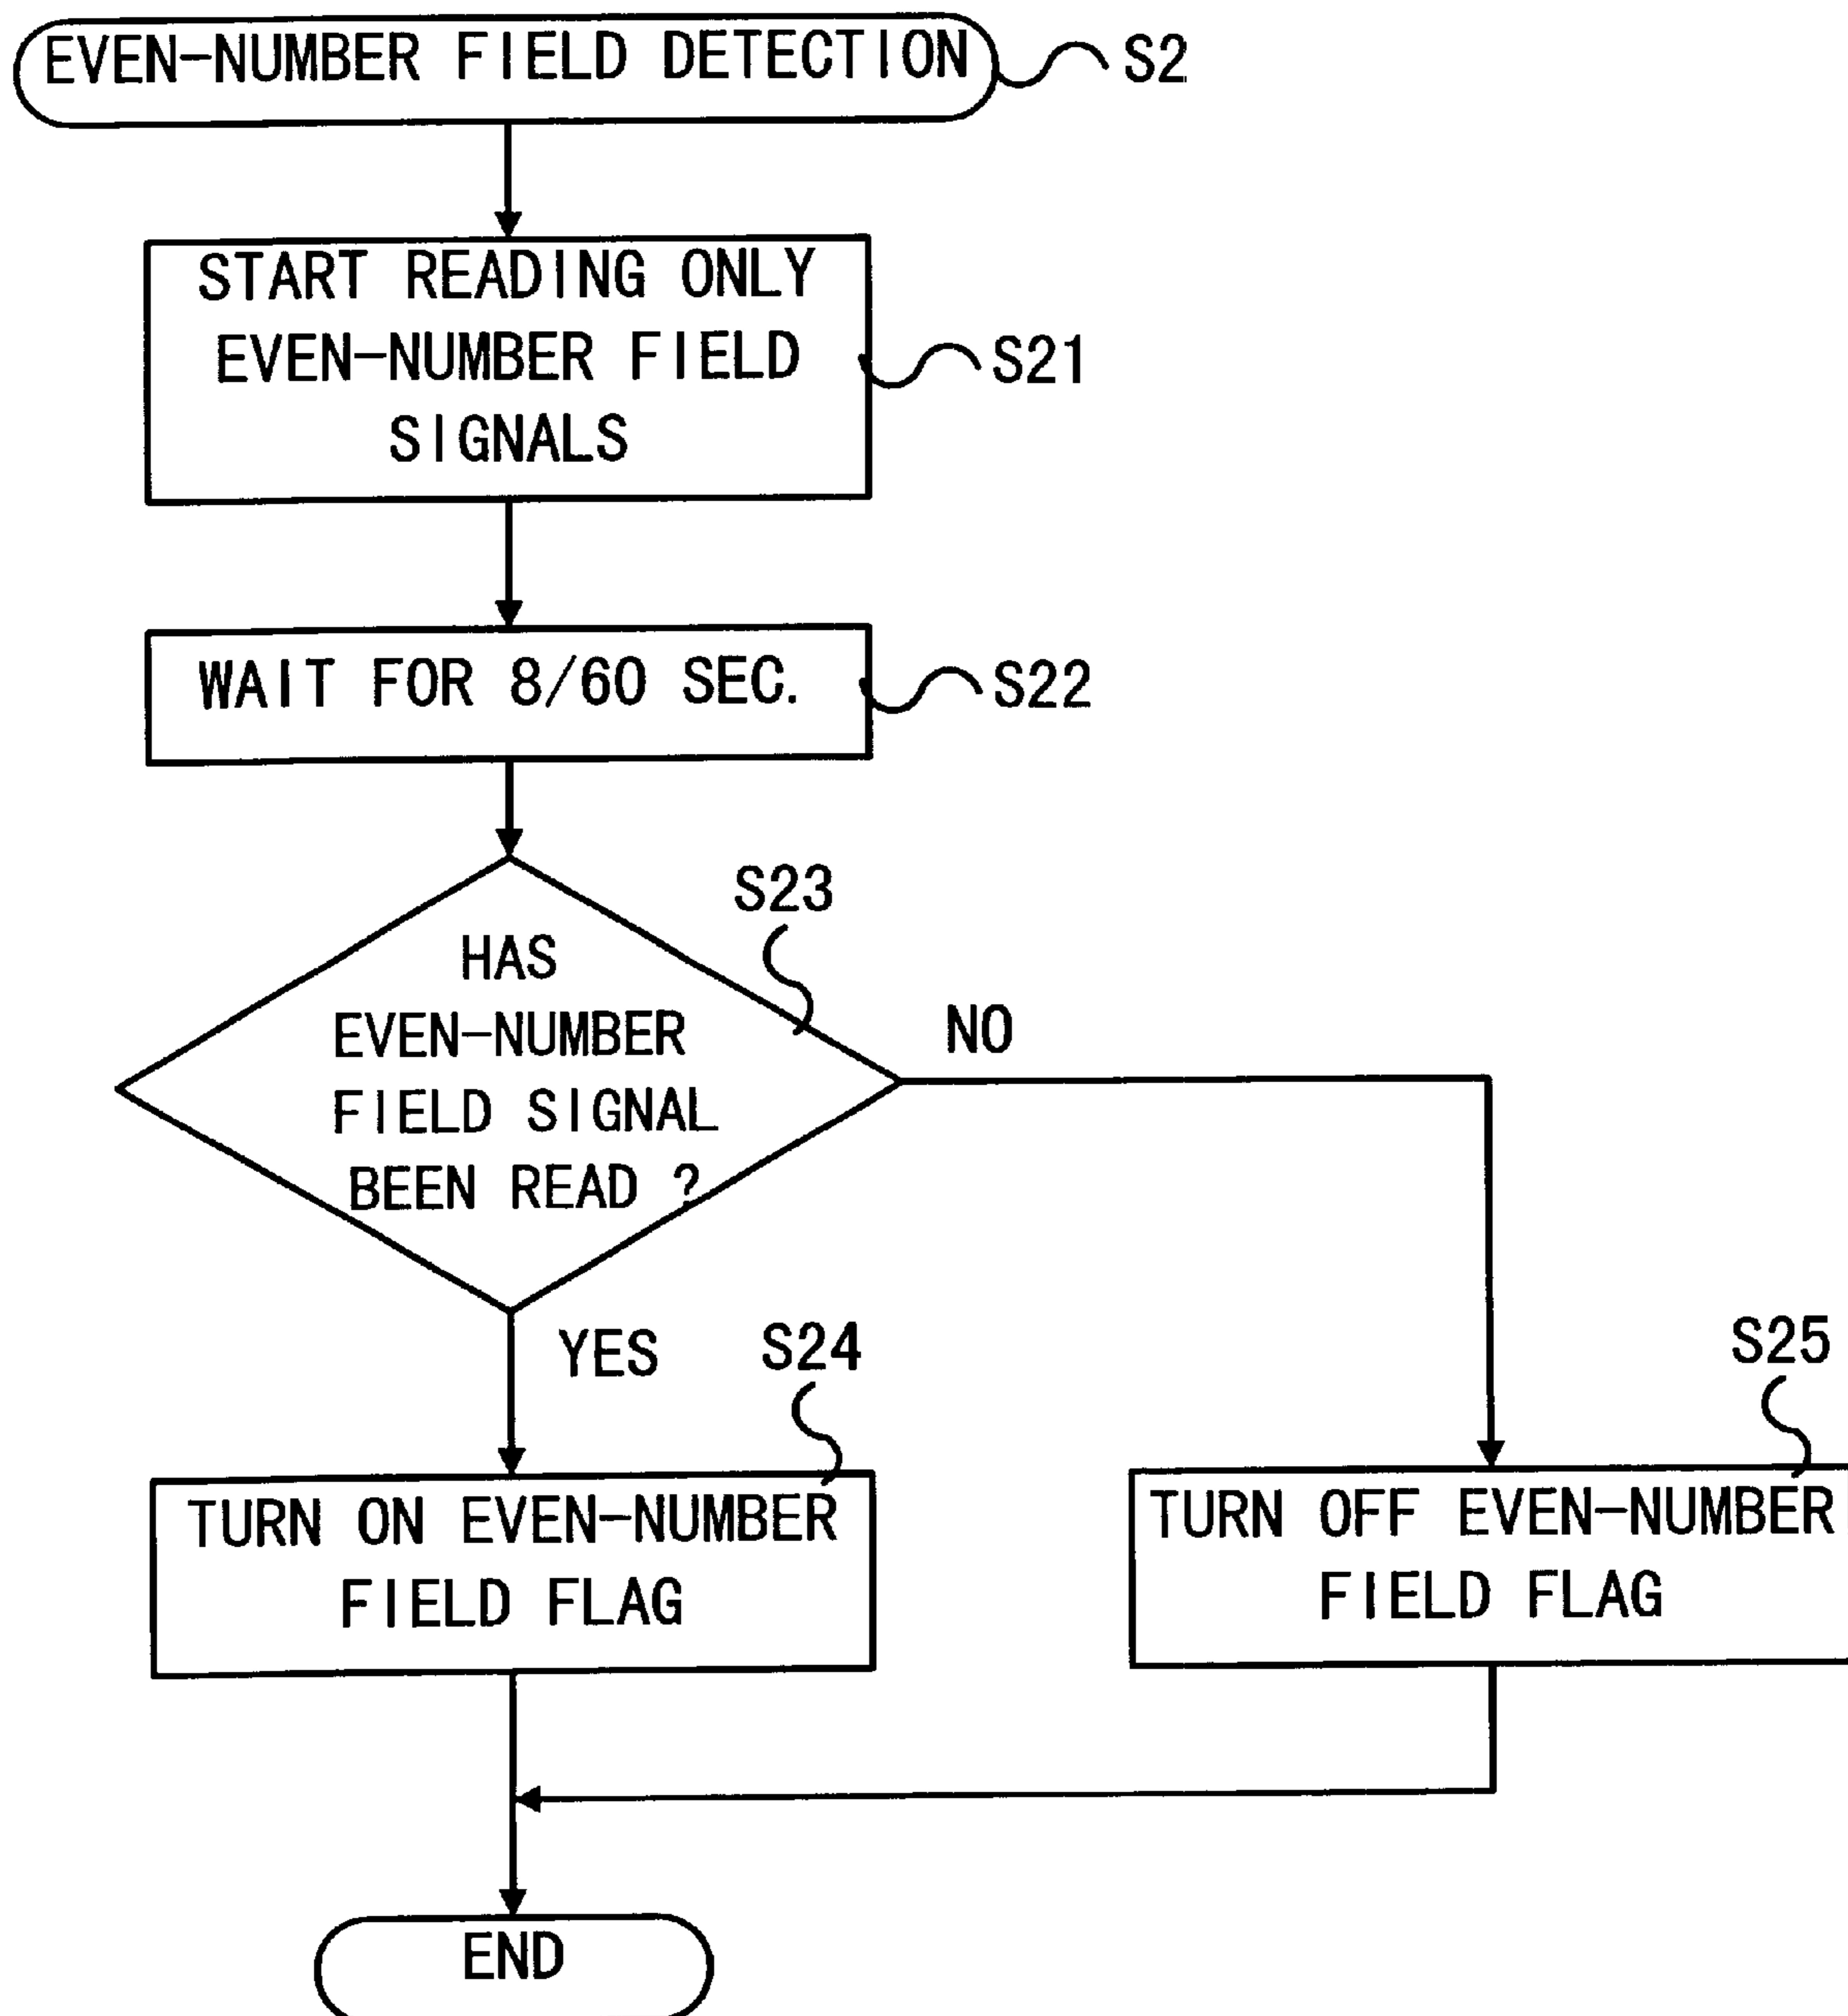 EVEN-NUMBER FIELD DETECTION
S2
START READING ONLY
EVEN-NUMBER FIELD
SIGNALS
S21
WAIT FOR 8/60 SEC.
S22
S23
HAS
EVEN-NUMBER
FIELD SIGNAL
BEEN READ ?
NO
YES
S24
S25
TURN ON EVEN-NUMBER
FIELD FLAG
TURN OFF EVEN-NUMBER
FIELD FLAG
END